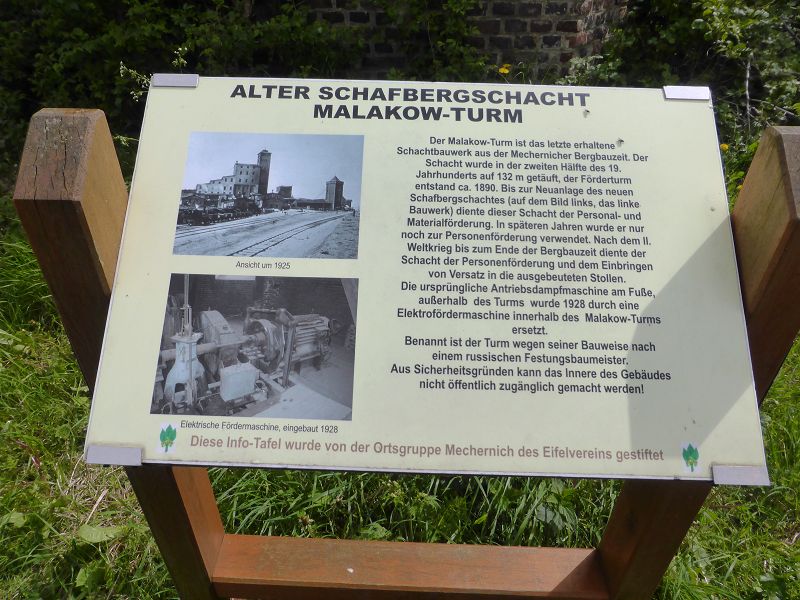 ALTER SCHAFBERGSCHACHT
MALAKOW-TURM
Der Malakow-Turm ist das letzte erhaltene
Schachtbauwerk aus der Mechernicher Bergbauzeit. Der
Schacht wurde in der zweiten Hälfte des 19.
Jahrhunderts auf 132 m getäuft, der Förderturm
entstand ca. 1890. Bis zur Neuanlage des neuen
Schafbergschachtes (auf dem Bild links, das linke
Bauwerk) diente dieser Schacht der Personal- und
Materialförderung. In späteren Jahren wurde er nur
noch zur Personenförderung verwendet. Nach dem II.
Weltkrieg bis zum Ende der Bergbauzeit diente der
Schacht der Personenförderung und dem Einbringen
von Versatz in die ausgebeuteten Stollen.
Die ursprüngliche Antriebsdampfmaschine am Fuße,
außerhalb des Turms wurde 1928 durch eine
Elektrofördermaschine innerhalb des Malakow-Turms
ersetzt.
Benannt ist der Turm wegen seiner Bauweise nach
einem russischen Festungsbaumeister.
Aus Sicherheitsgründen kann das Innere des Gebäudes
nicht öffentlich zugänglich gemacht werden!
Ansicht um 1925
Elektrische Fördermaschine, eingebaut 1928
Diese Info-Tafel wurde von der Ortsgruppe Mechernich des Eifelvereins gestiftet